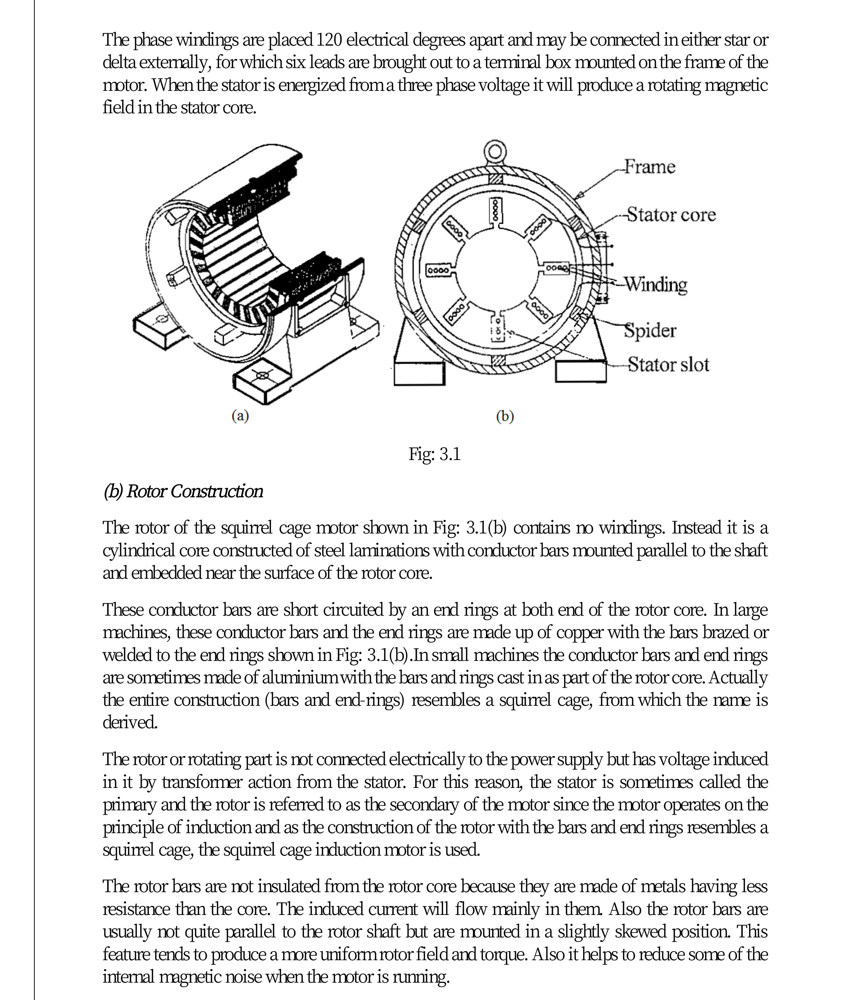 The phase windings are placed 120 electrical degrees apart and may be connected in either star or
delta externally, for which six leads are brought out to a terminal box mounted on the frame of the
motor. When the stator is energized from a three phase voltage it will produce a rotating magnetic
field in the stator core.
Frame
Stator core
Winding
Spider
Stator slot
(a)
(b)
Fig: 3.1
(b) Rotor Construction
The rotor of the squirrel cage motor shown in Fig: 3.1(b) contains no windings. Instead it is a
cylindrical core constructed of steel laminations with conductor bars mounted parallel to the shaft
and embedded near the surface of the rotor core.
These conductor bars are short circuited by an end rings at both end of the rotor core. In large
machines, these conductor bars and the end rings are made up of copper with the bars brazed or
welded to the end rings shown in Fig: 3.1(b).In small machines the conductor bars and end rings
are sometimes made of aluminium with the bars and rings cast in as part of the rotor core. Actually
the entire construction (bars and end-rings) resembles a squirrel cage, from which the name is
derived.
The rotor or rotating part is not connected electrically to the power supply but has voltage induced
in it by transformer action from the stator. For this reason, the stator is sometimes called the
primary and the rotor is referred to as the secondary of the motor since the motor operates on the
principle of induction and as the construction of the rotor with the bars and end rings resembles a
squirrel cage, the squirrel cage induction motor is used.
The rotor bars are not insulated from the rotor core because they are made of metals having less
resistance than the core. The induced current will flow mainly in them. Also the rotor bars are
usually not quite parallel to the rotor shaft but are mounted in a slightly skewed position. This
feature tends to produce a more uniform rotor field and torque. Also it helps to reduce some of the
internal magnetic noise when the motor is running.